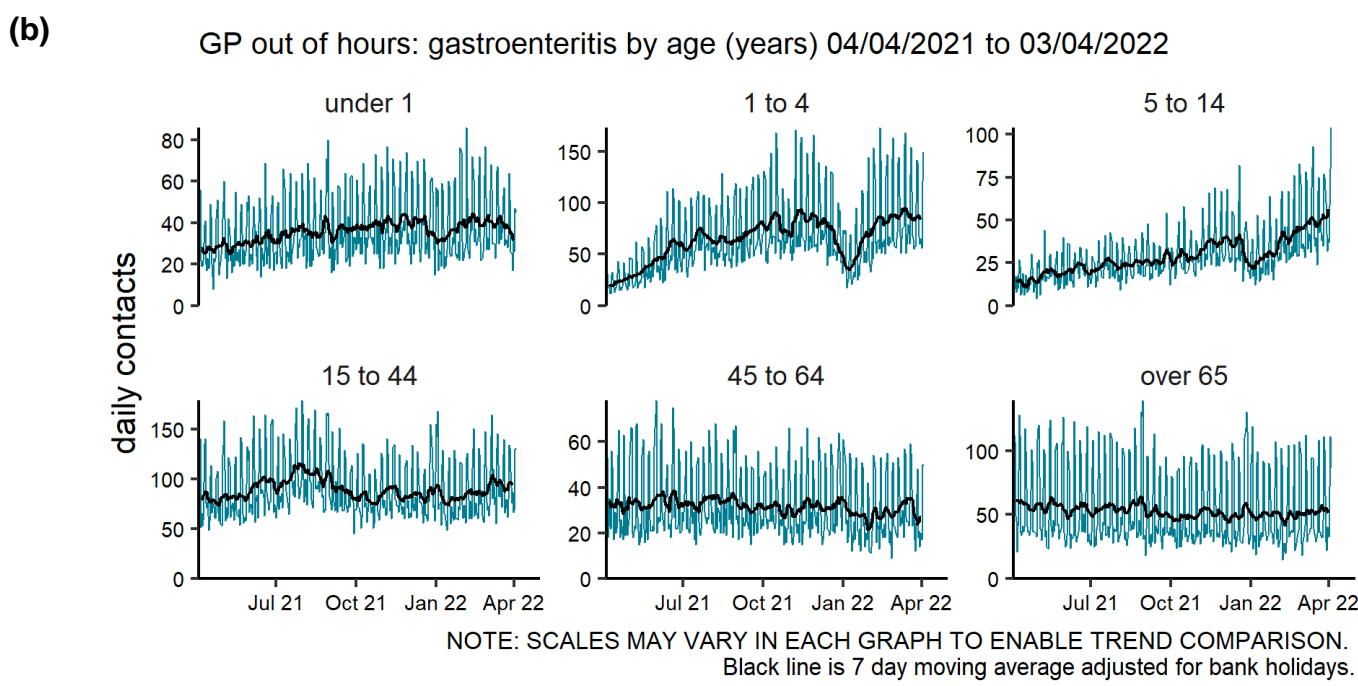 (b)
GP out of hours: gastroenteritis by age (years) 04/04/2021 to 03/04/2022
daily contacts
under 1
80
60
40
20
0
1 to 4
150
100
50
0
5 to 14
100
75
50
25
0
15 to 44
150
100
50
0
Jul 21 Oct 21 Jan 22 Apr 22
45 to 64
60
40
20
0
Jul 21 Oct 21 Jan 22 Apr 22
over 65
100
50
0
Jul 21 Oct 21 Jan 22 Apr 22
NOTE: SCALES MAY VARY IN EACH GRAPH TO ENABLE TREND COMPARISON.
Black line is 7 day moving average adjusted for bank holidays.